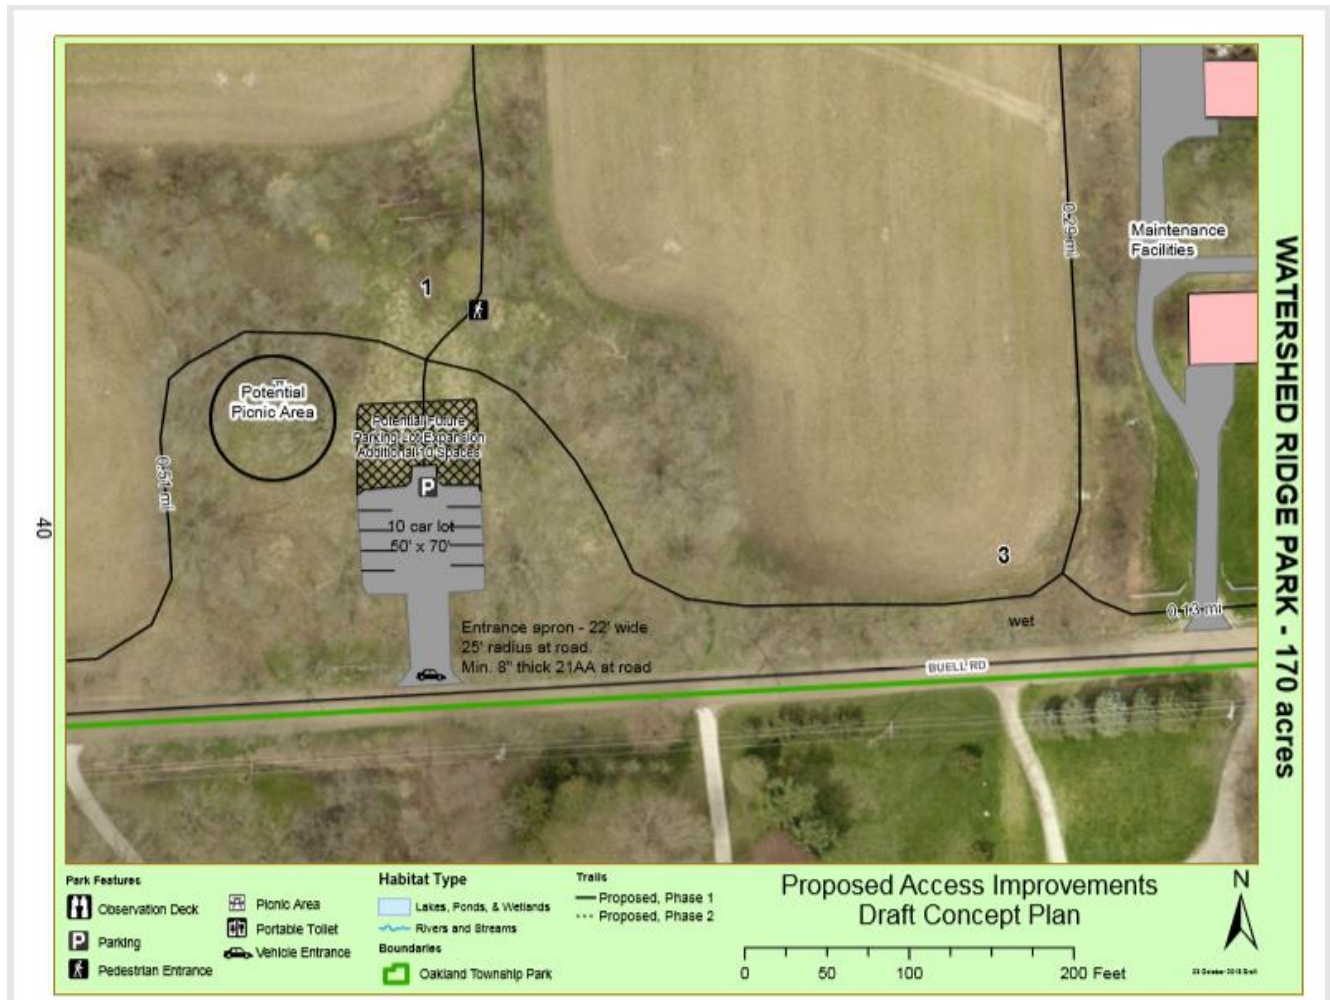 1
Potential
Picnic Area
Potential Future
Parking Lot Expansion
Additional 10 Spaces
P
10 car lot
50' x 70'
0.51 mi
Entrance apron - 22' wide
25' radius at road.
Min. 8" thick 21AA at road
0.29 mi
Maintenance
Facilities
3
wet
0.13 mi
BUELL RD
40
WATERSHED RIDGE PARK - 170 acres
Park Features
Observation Deck
P Parking
Pedestrian Entrance
Picnic Area
Portable Toilet
Vehicle Entrance
Habitat Type
Lakes, Ponds, & Wetlands
Rivers and Streams
Boundaries
Oakland Township Park
Trails
Proposed, Phase 1
Proposed, Phase 2
Proposed Access Improvements
Draft Concept Plan
0 50 100 200 Feet
N